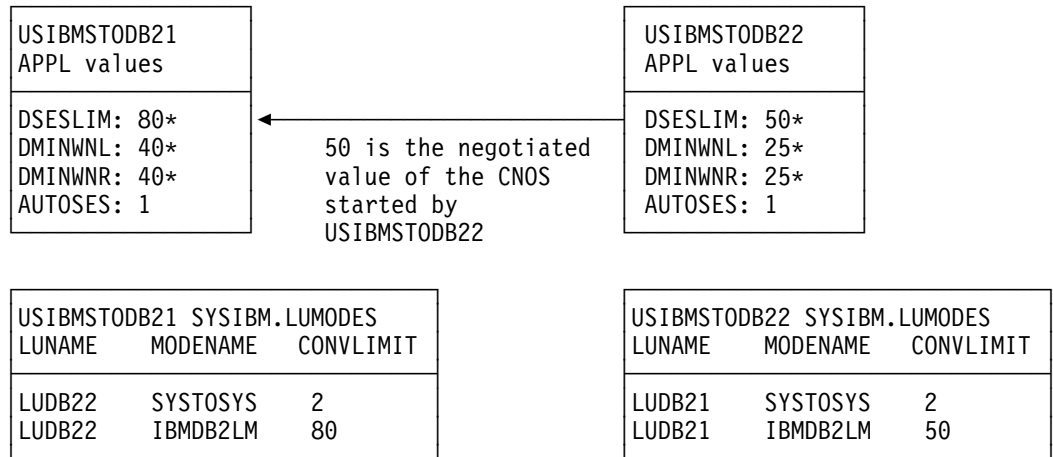 USIBMSTODB21
APPL values
DSESLIM: 80*
DMINWNL: 40*
DMINWNR: 40*
AUTOSES: 1
50 is the negotiated
value of the CNOS
started by
USIBMSTODB22
USIBMSTODB22
APPL values
DSESLIM: 50*
DMINWNL: 25*
DMINWNR: 25*
AUTOSES: 1
USIBMSTODB21 SYSIBM.LUMODES
LUNAME MODENAME CONVLIMIT
LUDB22 SYSTOSYS 2
LUDB22 IBMDB2LM 80
USIBMSTODB22 SYSIBM.LUMODES
LUNAME MODENAME CONVLIMIT
LUDB21 SYSTOSYS 2
LUDB21 IBMDB2LM 50